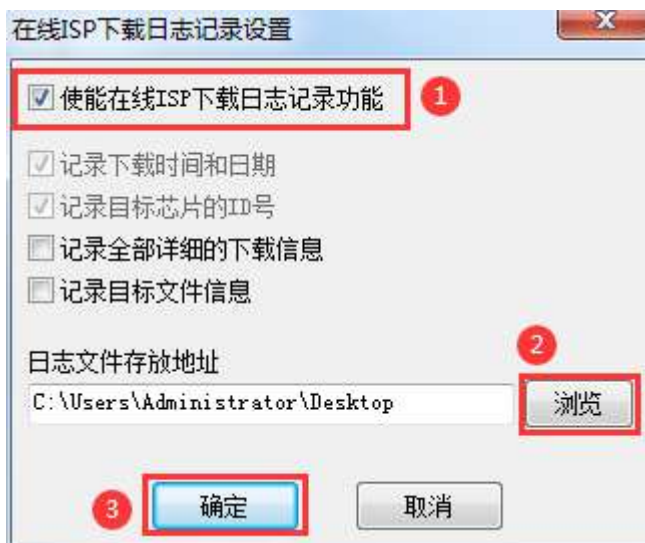 在线ISP下载日志记录设置
使能在线ISP下载日志记录功能 1
记录下载时间和日期
记录目标芯片的ID号
记录全部详细的下载信息
记录目标文件信息
2
日志文件存放地址
C:\Users\Administrator\Desktop 浏览
3 确定 取消